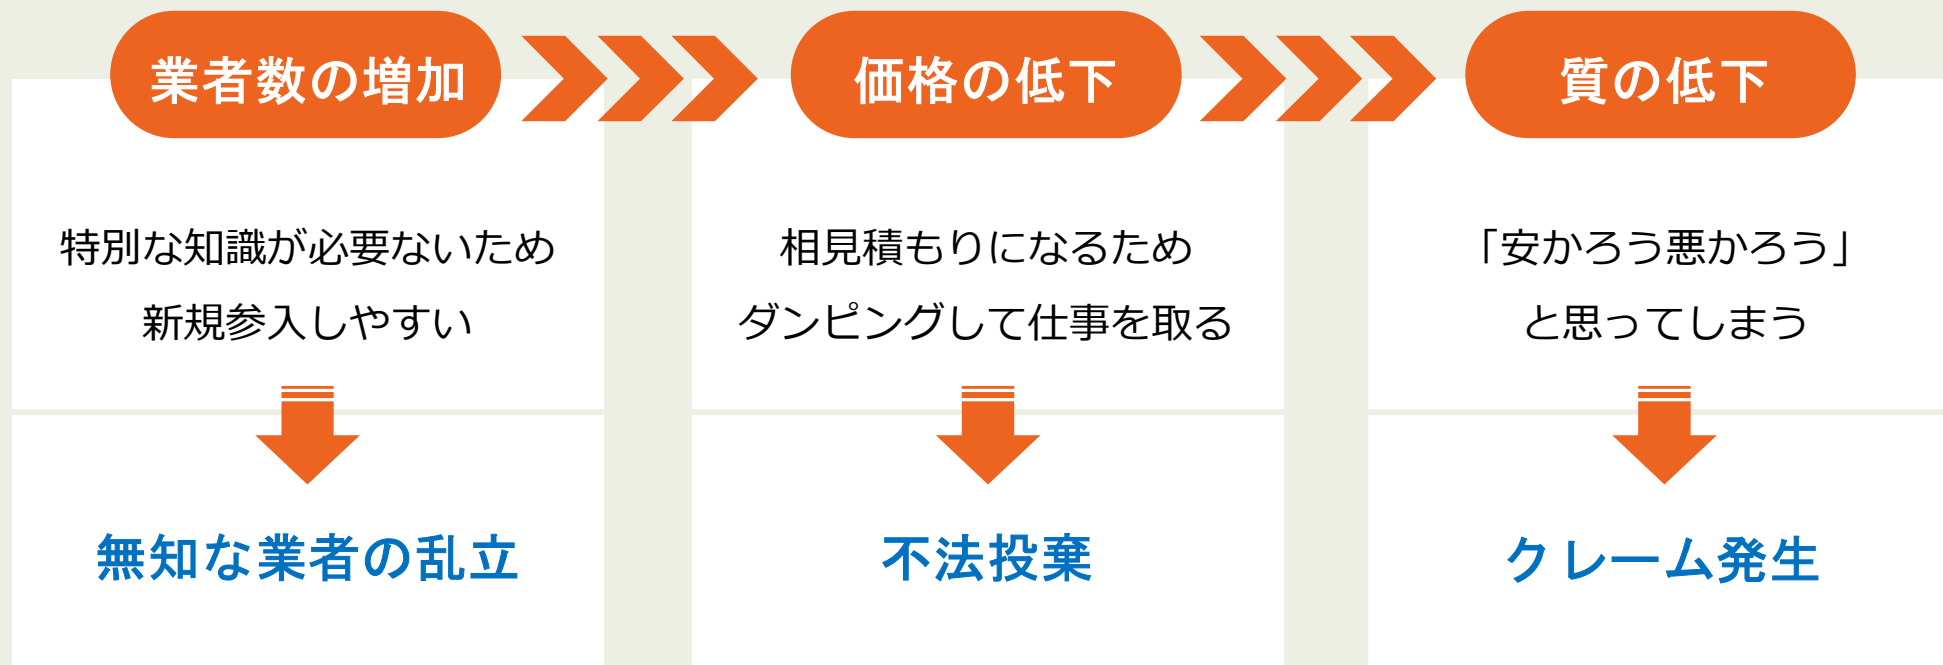 業者数の増加
価格の低下
質の低下
特別な知識が必要ないため
新規参入しやすい
相見積もりになるため
ダンピングして仕事を取る
「安かろう悪かろう」
と思ってしまう
無知な業者の乱立
不法投棄
クレーム発生